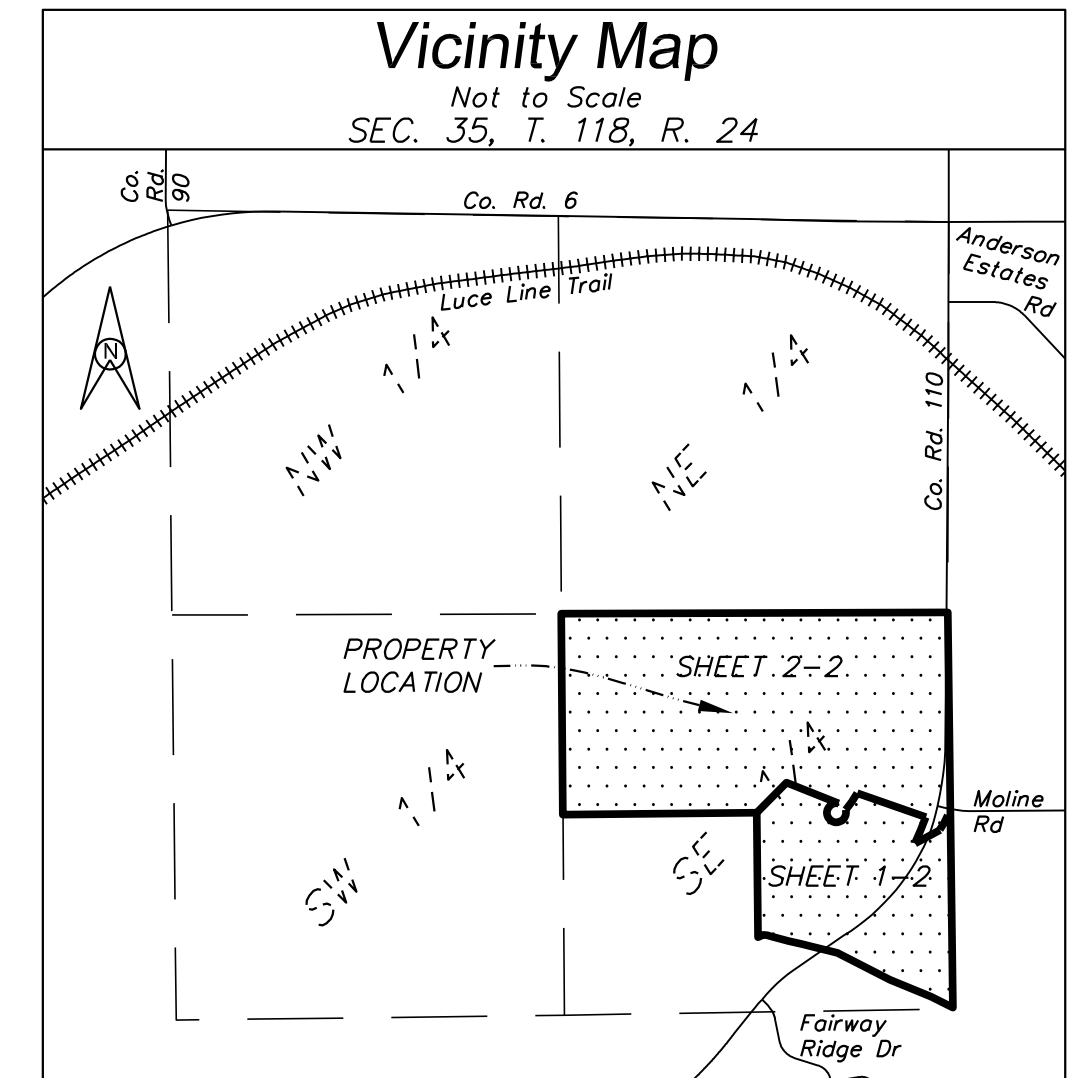 Vicinity Map
Not to Scale
SEC. 35, T. 118, R. 24
Co.
Rd.
90
Co. Rd. 6
Anderson
Estates
Rd
Luce Line Trail
N
NW 1/4
NE 1/4
Co. Rd. 110
PROPERTY
LOCATION
SHEET 2-2
SW 1/4
SE 1/4
Moline
Rd
SHEET 1-2
Fairway
Ridge Dr